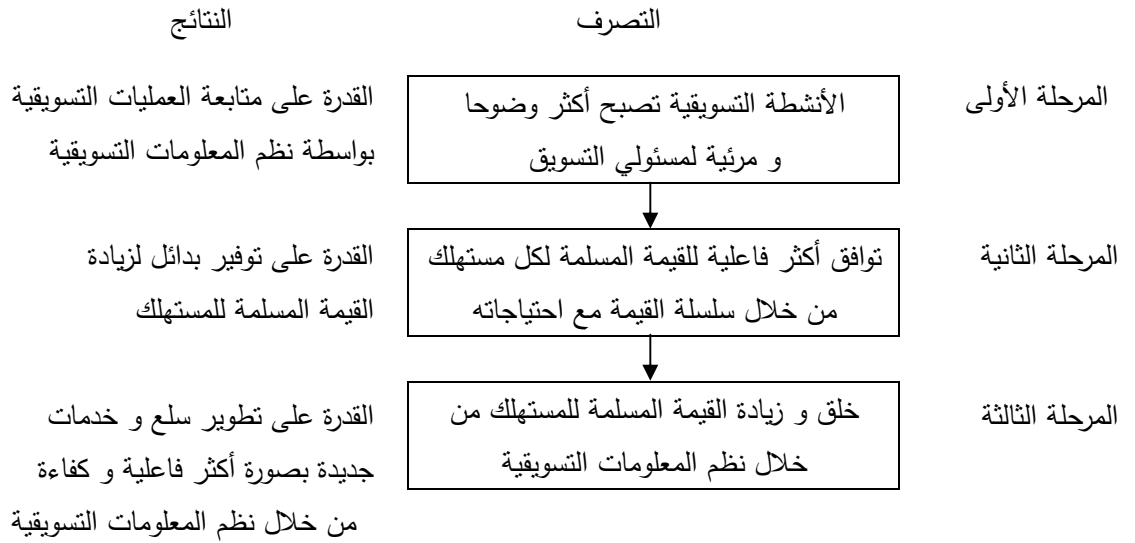 التصرف
النتائج
المرحلة الأولى
الأنشطة التسويقية تصبح أكثر وضوحا
و مرئية لمسئولي التسويق
القدرة على متابعة العمليات التسويقية
بواسطة نظم المعلومات التسويقية
المرحلة الثانية
توافق أكثر فاعلية للقيمة المسلمة لكل مستهلك
من خلال سلسلة القيمة مع احتياجاته
القدرة على توفير بدائل لزيادة
القيمة المسلمة للمستهلك
المرحلة الثالثة
خلق و زيادة القيمة المسلمة للمستهلك من
خلال نظم المعلومات التسويقية
القدرة على تطوير سلع و خدمات
جديدة بصورة أكثر فاعلية و كفاءة
من خلال نظم المعلومات التسويقية